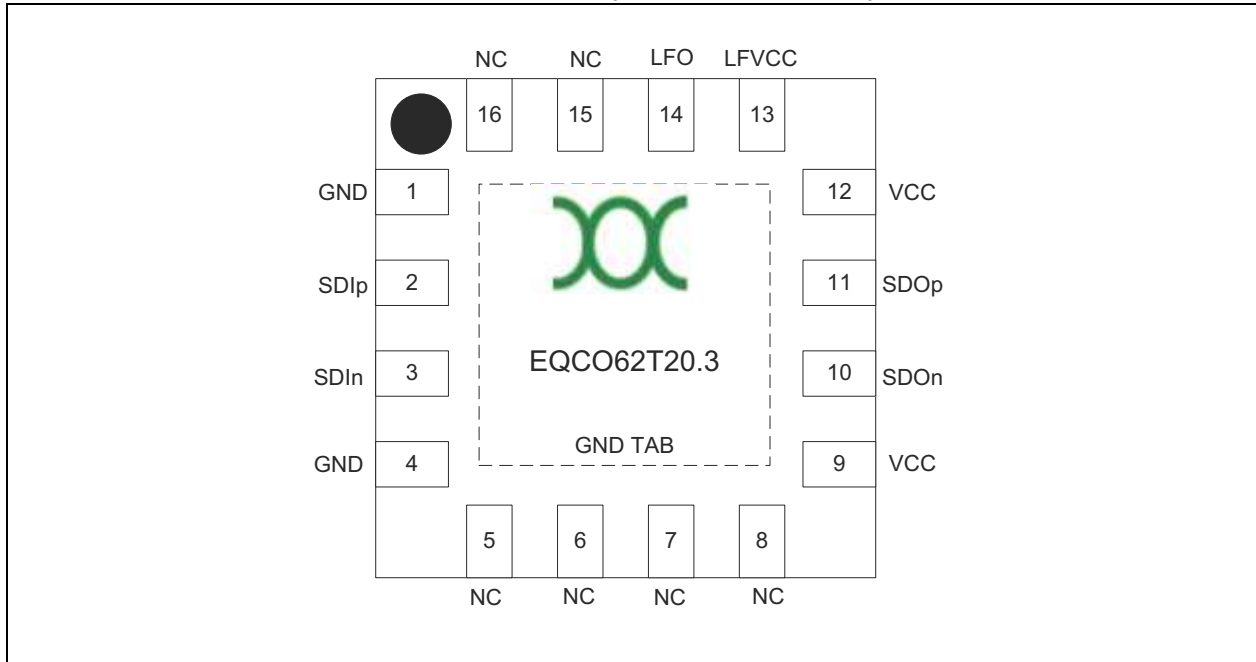 NC NC LFO LFVCC
16 15 14 13
GND 1 12 VCC
SDIp 2 11 SDOp
EQCO62T20.3
SDIn 3 10 SDOn
GND TAB
GND 4 9 VCC
5 6 7 8
NC NC NC NC